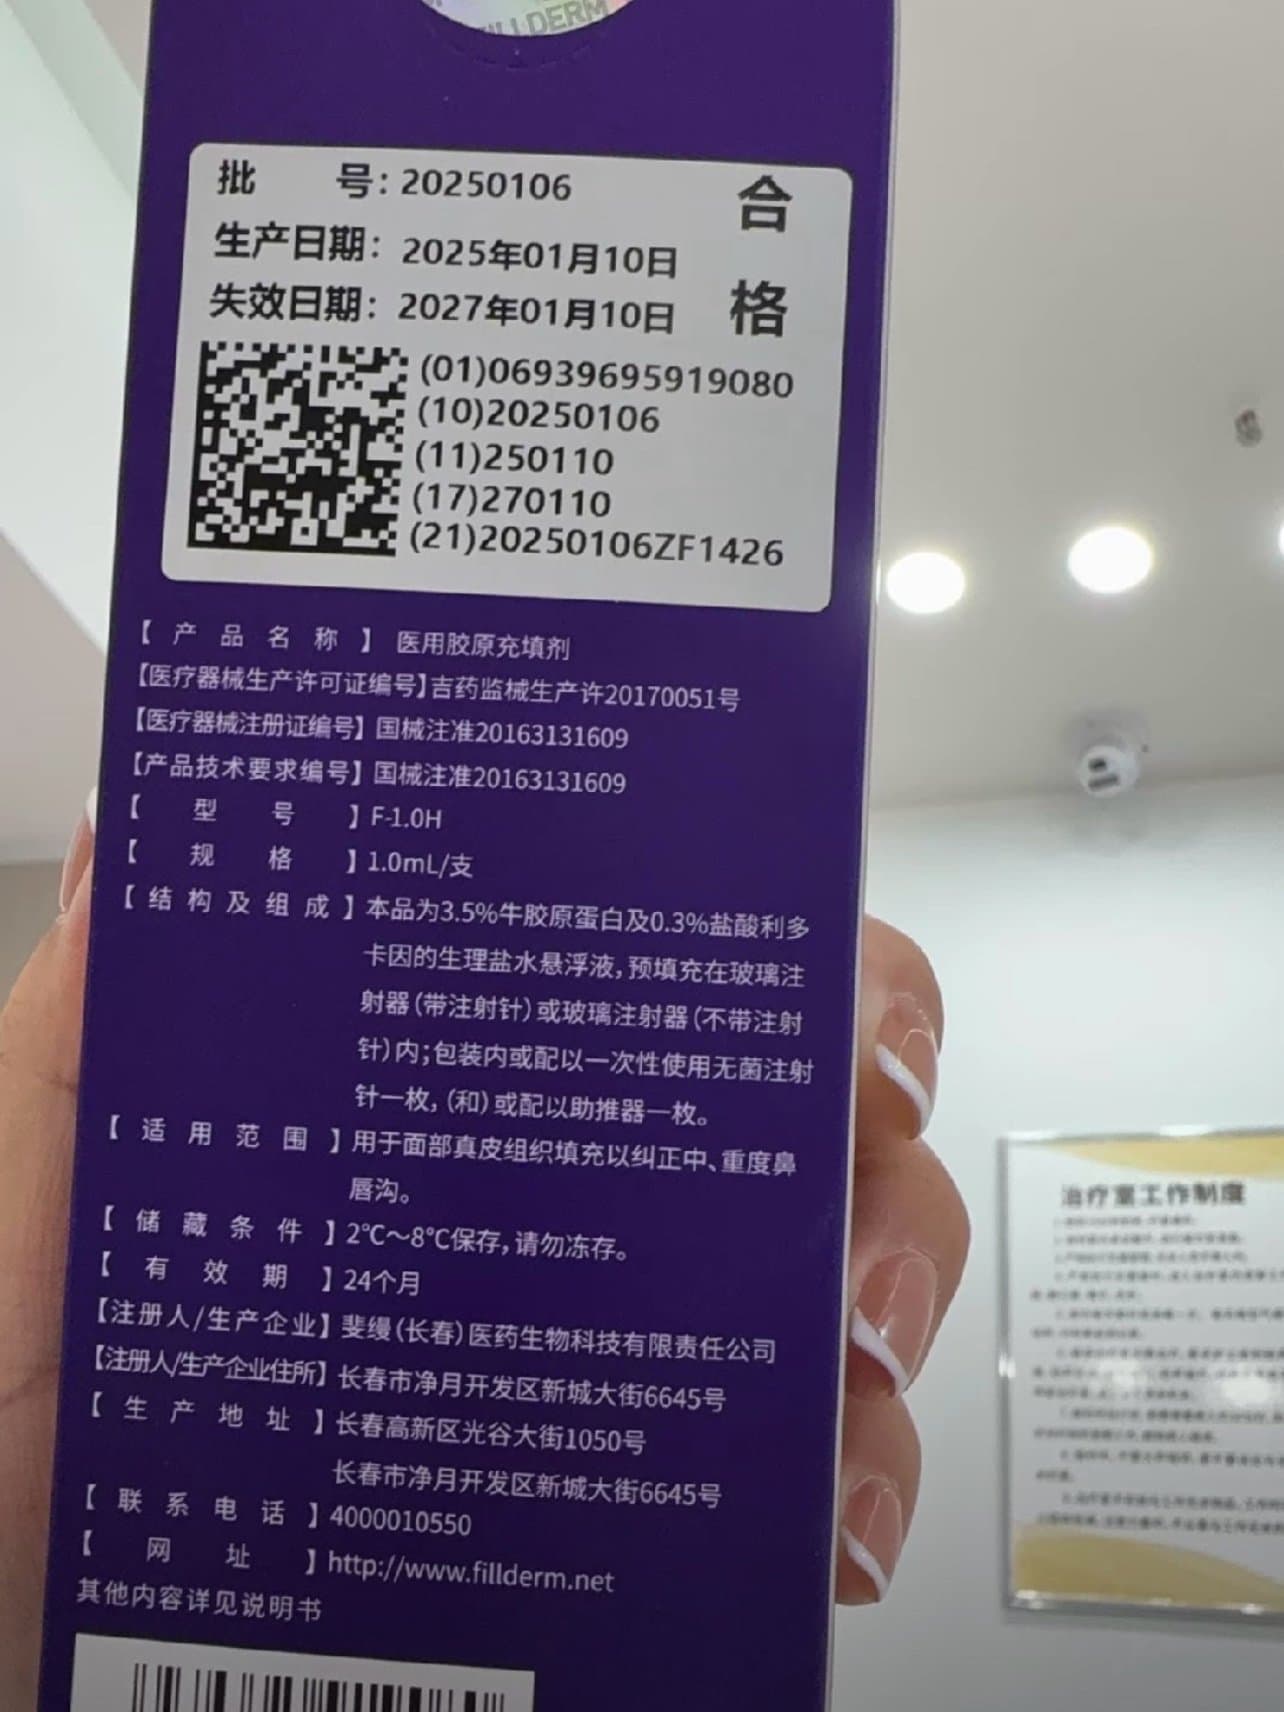 FILLDERM
批 号：20250106
合格
生产日期：2025年01月10日
失效日期：2027年01月10日
(01)06939695919080
(10)20250106
(11)250110
(17)270110
(21)20250106ZF1426
【产品名称】医用胶原充填剂
【医疗器械生产许可证编号】吉药监械生产许20170051号
【医疗器械注册证编号】国械注准20163131609
【产品技术要求编号】国械注准20163131609
【型号】F-1.0H
【规格】1.0mL/支
【结构及组成】本品为3.5%牛胶原蛋白及0.3%盐酸利多
卡因的生理盐水悬浮液，预填充在玻璃注
射器（带注射针）或玻璃注射器（不带注射
针）内；包装内或配以一次性使用无菌注射
针一枚，（和）或配以助推器一枚。
【适用范围】用于面部真皮组织填充以纠正中、重度鼻
唇沟。
【储藏条件】2℃～8℃保存，请勿冻存。
【有效期】24个月
【注册人/生产企业】斐缦（长春）医药生物科技有限责任公司
【注册人/生产企业住所】长春市净月开发区新城大街6645号
【生产地址】长春高新区光谷大街1050号
长春市净月开发区新城大街6645号
【联系电话】4000010550
【网址】http://www.fillderm.net
其他内容详见说明书
治疗室工作制度